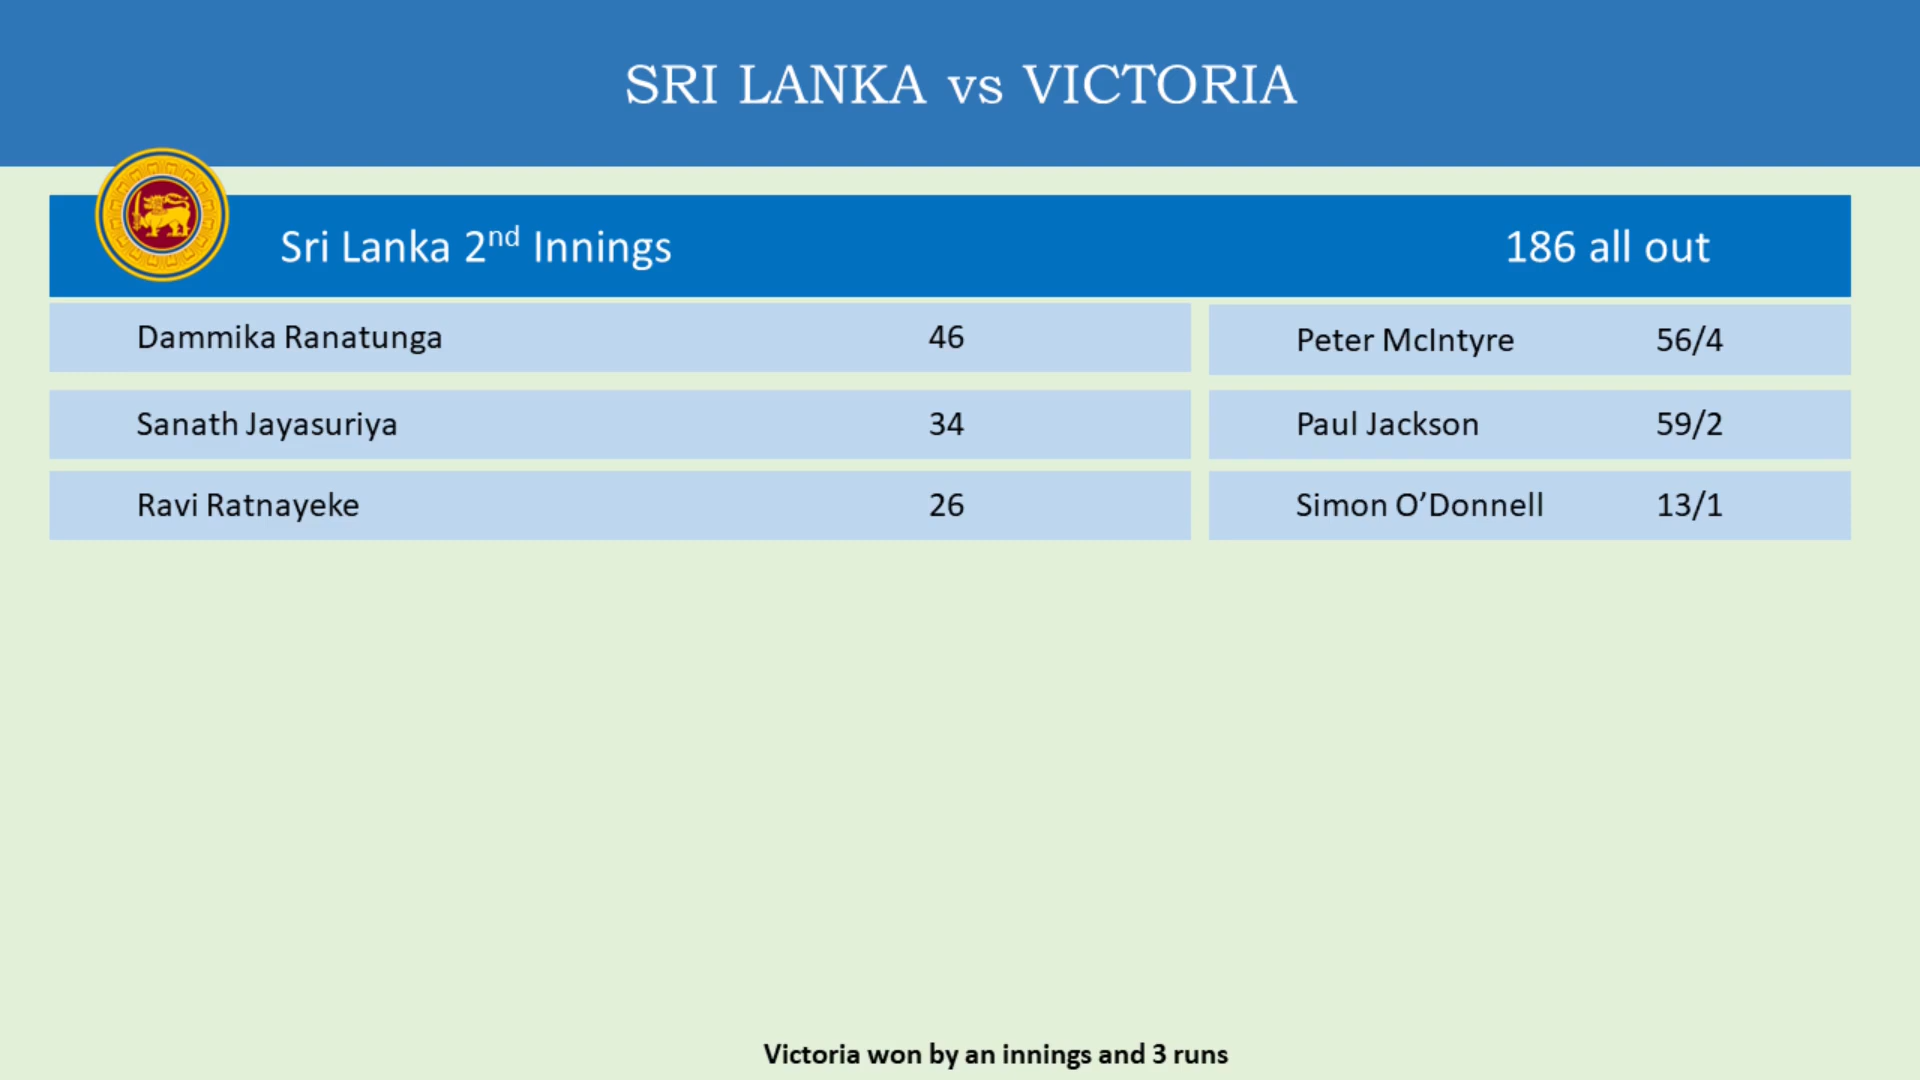 SRI LANKA vs VICTORIA
Sri Lanka 2nd Innings 186 all out
Dammika Ranatunga 46 Peter McIntyre 56/4
Sanath Jayasuriya 34 Paul Jackson 59/2
Ravi Ratnayeke 26 Simon O’Donnell 13/1
Victoria won by an innings and 3 runs